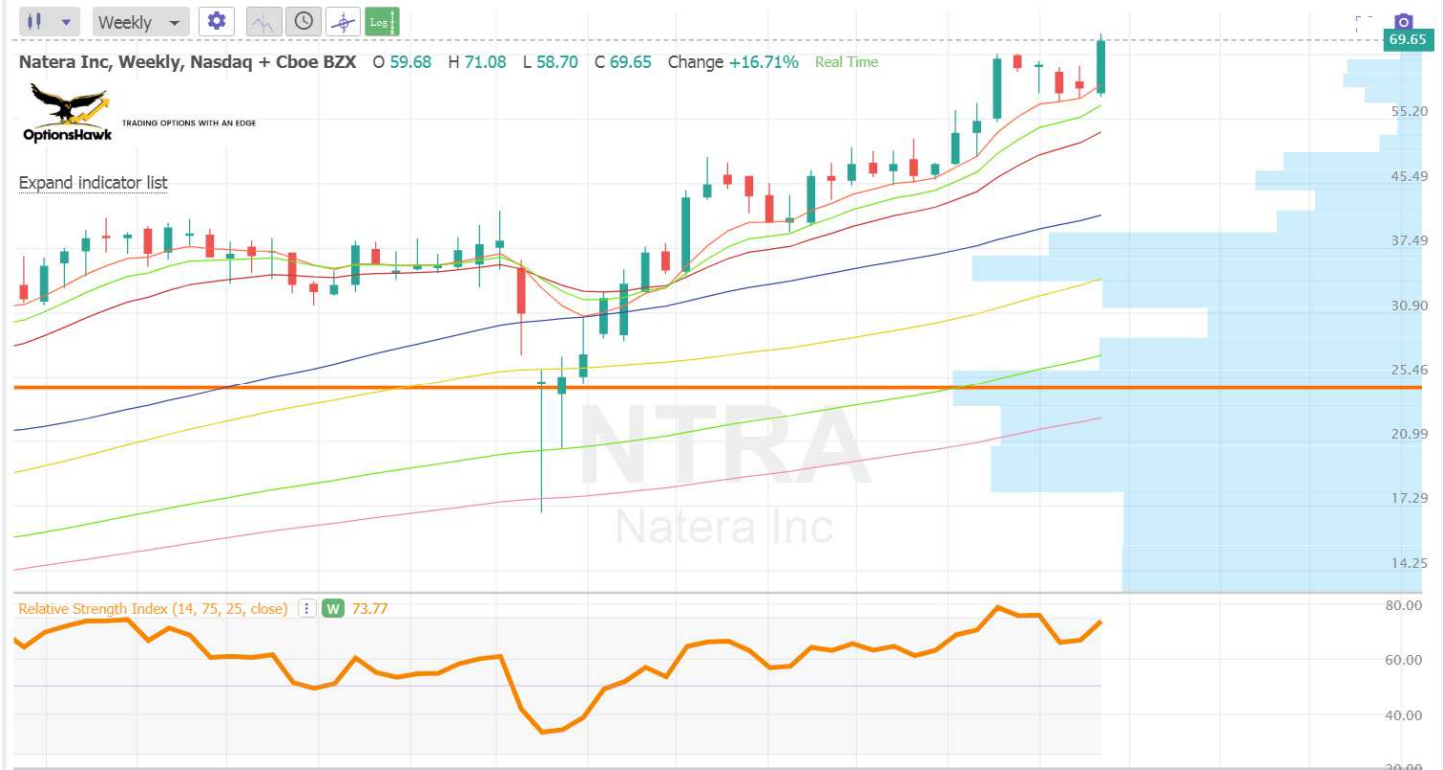 Weekly
Log
Natera Inc, Weekly, Nasdaq + Cboe BZX O 59.68 H 71.08 L 58.70 C 69.65 Change +16.71% Real Time
69.65
OptionsHawk
TRADING OPTIONS WITH AN EDGE
55.20
Expand indicator list
45.49
37.49
30.90
25.46
NTRA
20.99
17.29
Natera Inc
14.25
Relative Strength Index (14, 75, 25, close) W 73.77
80.00
60.00
40.00
20.00